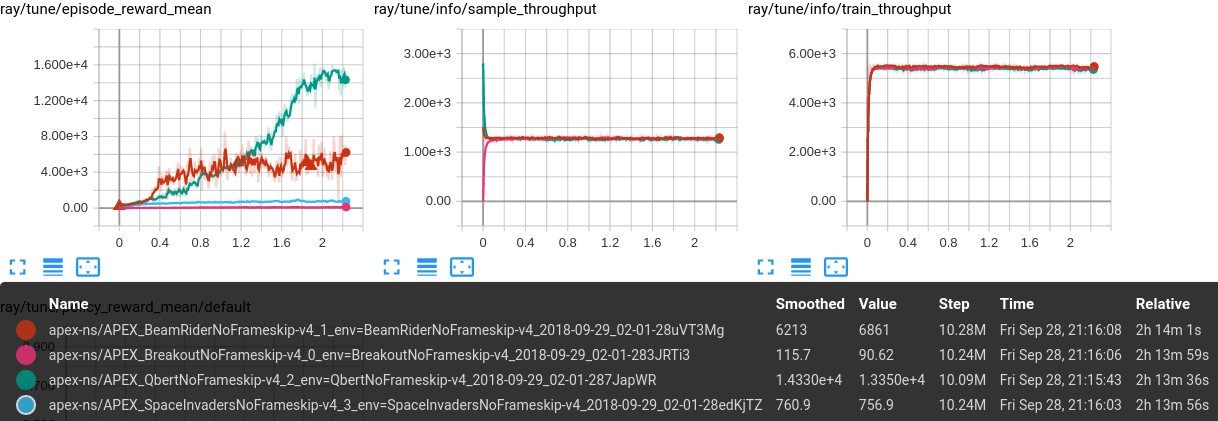 ray/tune/episode_reward_mean
ray/tune/info/sample_throughput
ray/tune/info/train_throughput
1.600e+4
1.200e+4
8.00e+3
4.00e+3
0.00
0 0.4 0.8 1.2 1.6 2
3.00e+3
2.00e+3
1.00e+3
0.00
0 0.4 0.8 1.2 1.6 2
6.00e+3
4.00e+3
2.00e+3
0.00
0 0.4 0.8 1.2 1.6 2
ray/tune/policy_reward_mean/default
Name Smoothed Value Step Time Relative
apex-ns/APEX_BeamRiderNoFrameskip-v4_1_env=BeamRiderNoFrameskip-v4_2018-09-29_02-01-28uVT3Mg 6213 6861 10.28M Fri Sep 28, 21:16:08 2h 14m 1s
apex-ns/APEX_BreakoutNoFrameskip-v4_0_env=BreakoutNoFrameskip-v4_2018-09-29_02-01-283JRTi3 115.7 90.62 10.24M Fri Sep 28, 21:16:06 2h 13m 59s
apex-ns/APEX_QbertNoFrameskip-v4_2_env=QbertNoFrameskip-v4_2018-09-29_02-01-287JapWR 1.4330e+4 1.3350e+4 10.09M Fri Sep 28, 21:15:43 2h 13m 36s
apex-ns/APEX_SpaceInvadersNoFrameskip-v4_3_env=SpaceInvadersNoFrameskip-v4_2018-09-29_02-01-28edKjTZ 760.9 756.9 10.24M Fri Sep 28, 21:16:03 2h 13m 56s